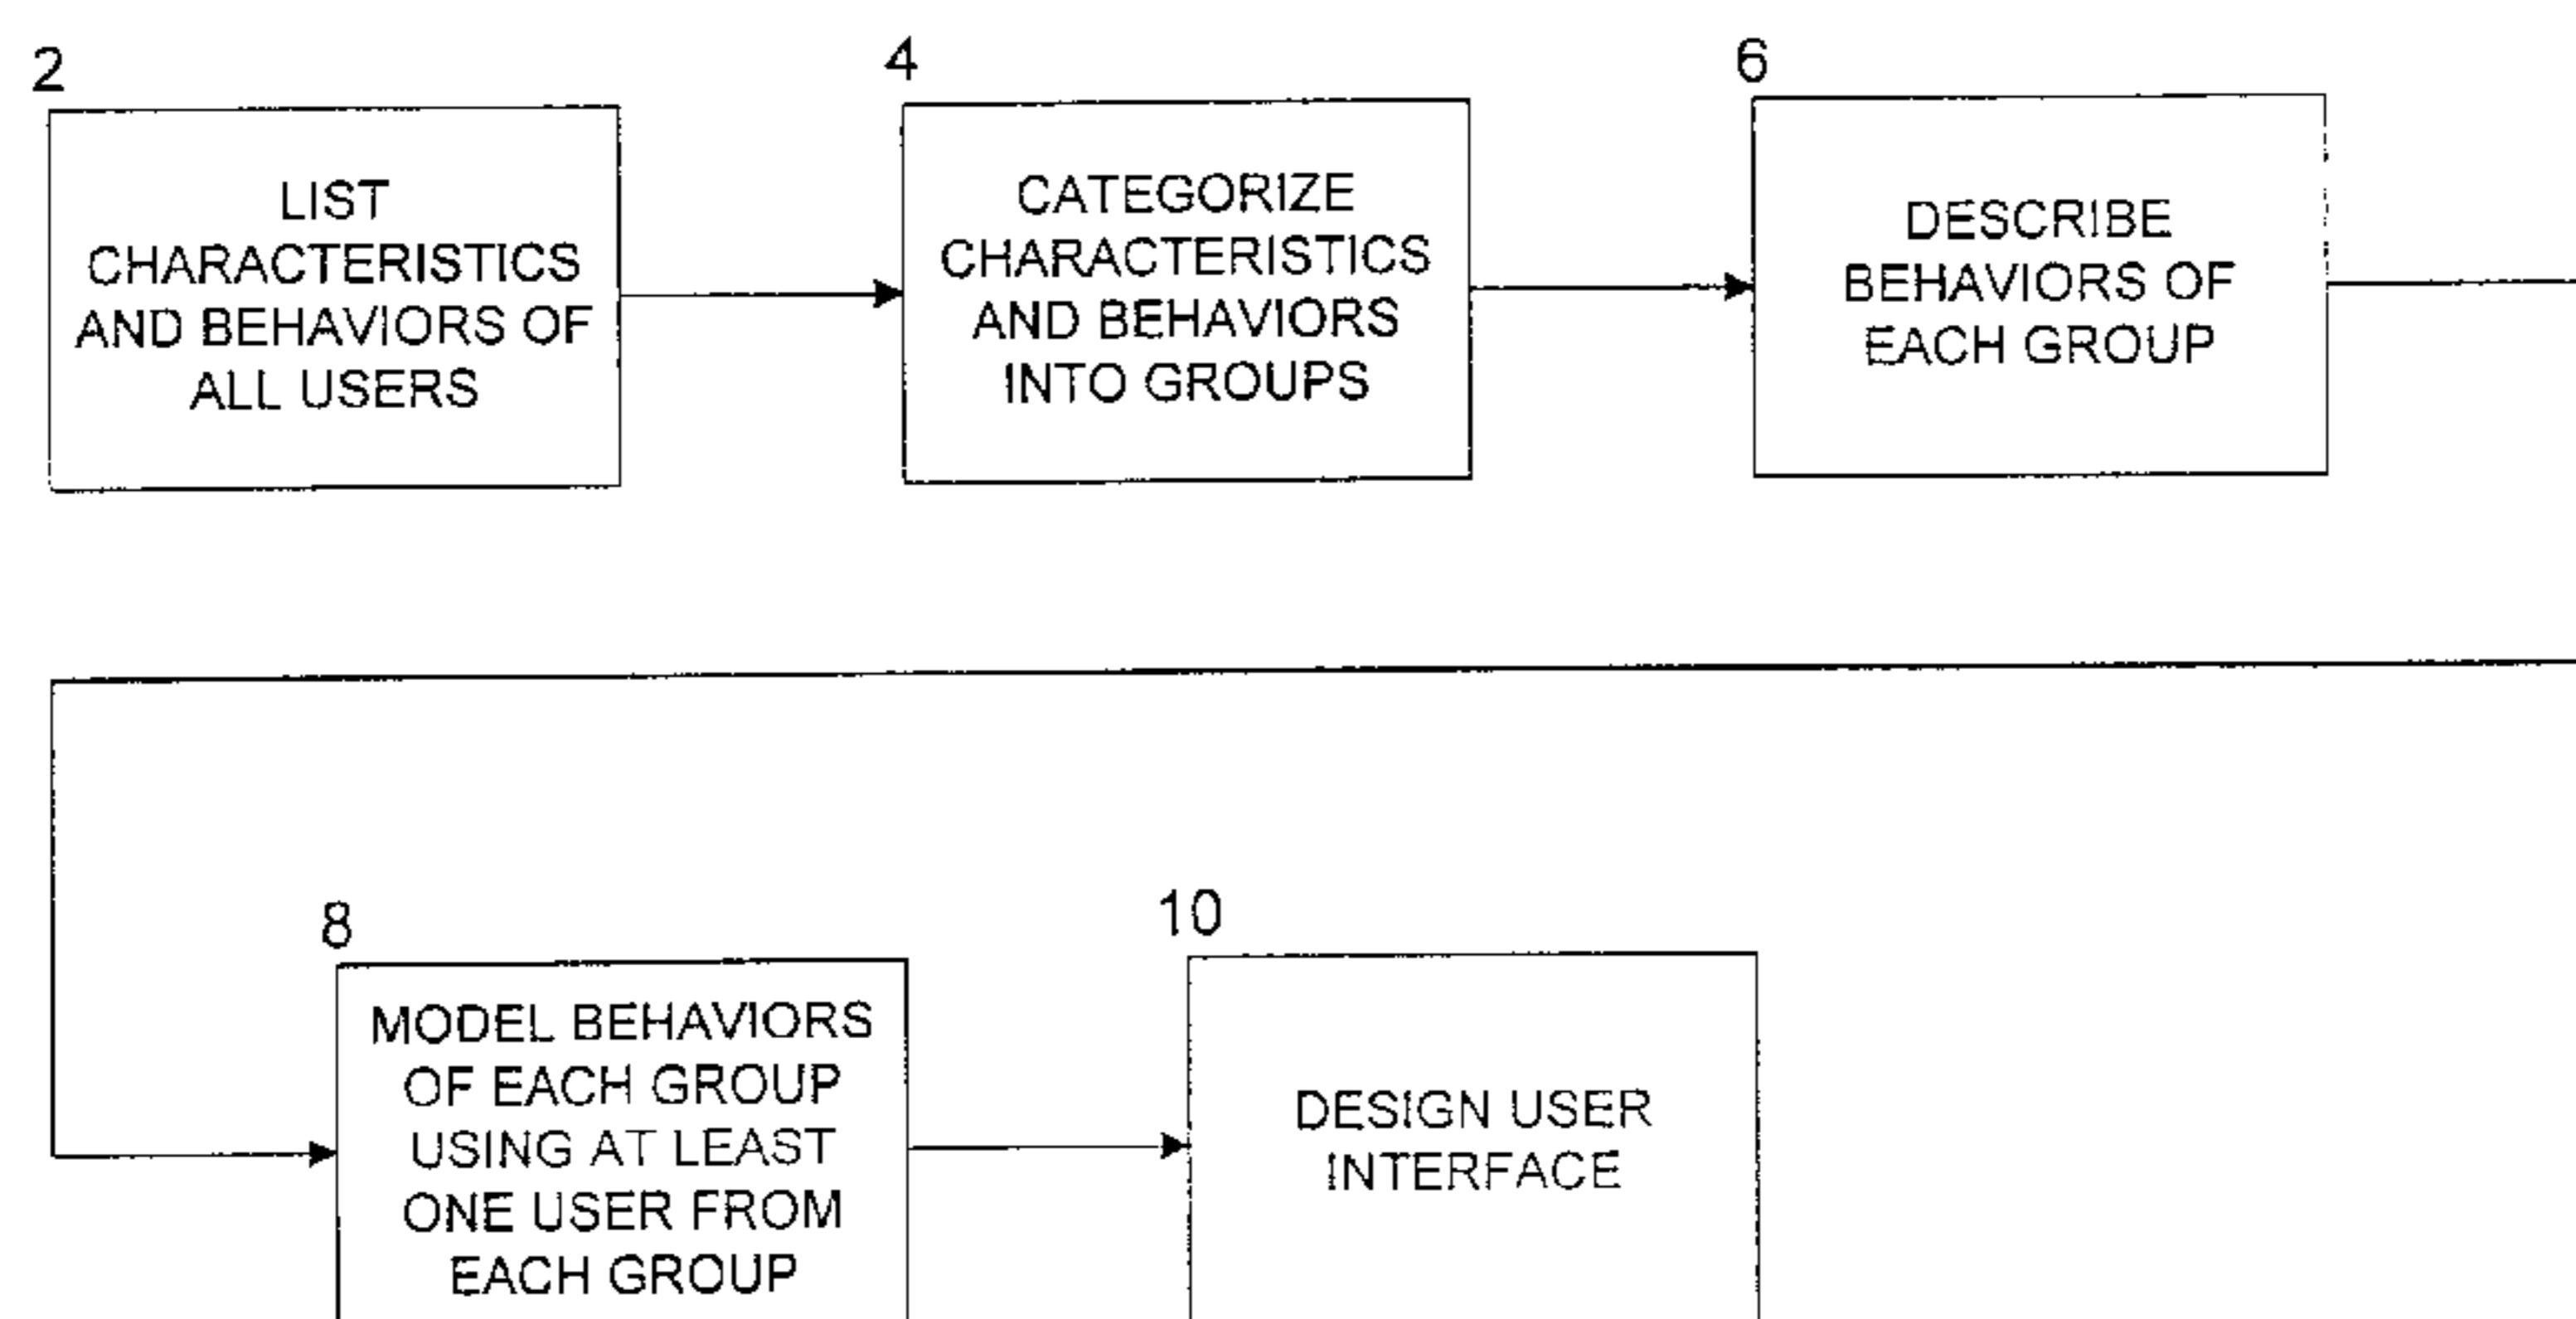 2
LIST
CHARACTERISTICS
AND BEHAVIORS OF
ALL USERS
4
CATEGORIZE
CHARACTERISTICS
AND BEHAVIORS
INTO GROUPS
6
DESCRIBE
BEHAVIORS OF
EACH GROUP
8
MODEL BEHAVIORS
OF EACH GROUP
USING AT LEAST
ONE USER FROM
EACH GROUP
10
DESIGN USER
INTERFACE